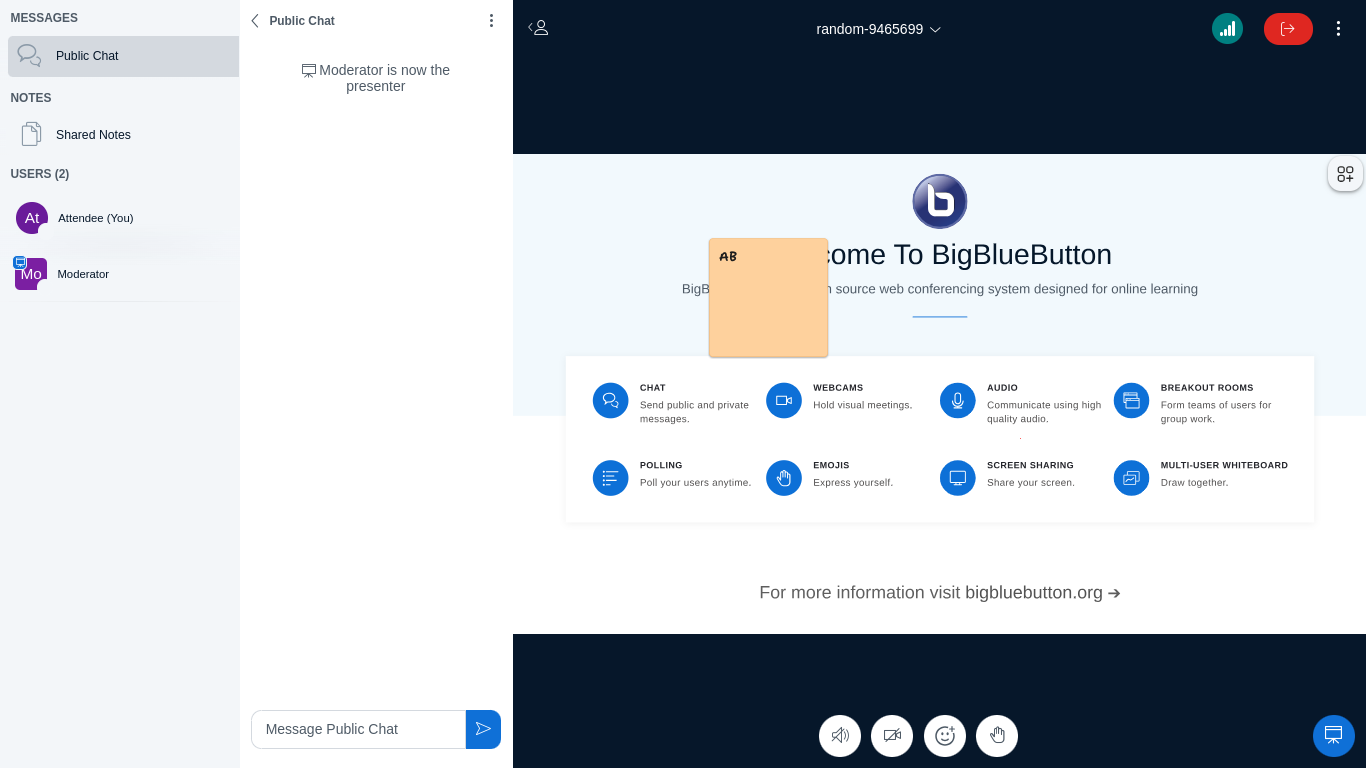 MESSAGES
Public Chat
NOTES
Shared Notes
USERS (2)
At
Attendee (You)
Mo
Moderator
Public Chat
Moderator is now the
presenter
Message Public Chat
random-9465699
AB
come To BigBlueButton
BigB source web conferencing system designed for online learning
CHAT
Send public and private
messages.
WEBCAMS
Hold visual meetings.
AUDIO
Communicate using high
quality audio.
BREAKOUT ROOMS
Form teams of users for
group work.
POLLING
Poll your users anytime.
EMOJIS
Express yourself.
SCREEN SHARING
Share your screen.
MULTI-USER WHITEBOARD
Draw together.
For more information visit bigbluebutton.org →